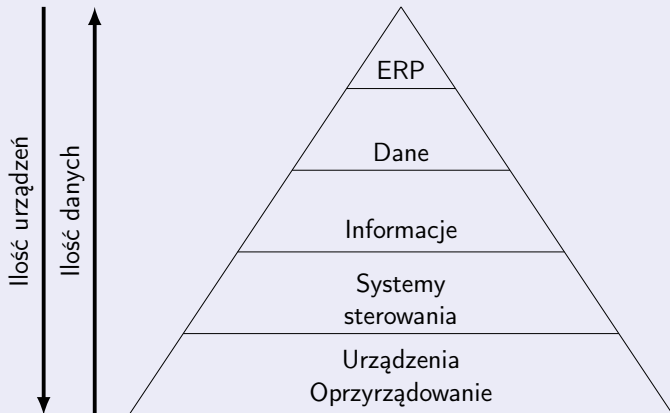 Ilość urządzeń
Ilość danych
ERP
Dane
Informacje
Systemy
sterowania
Urządzenia
Oprzyrządowanie